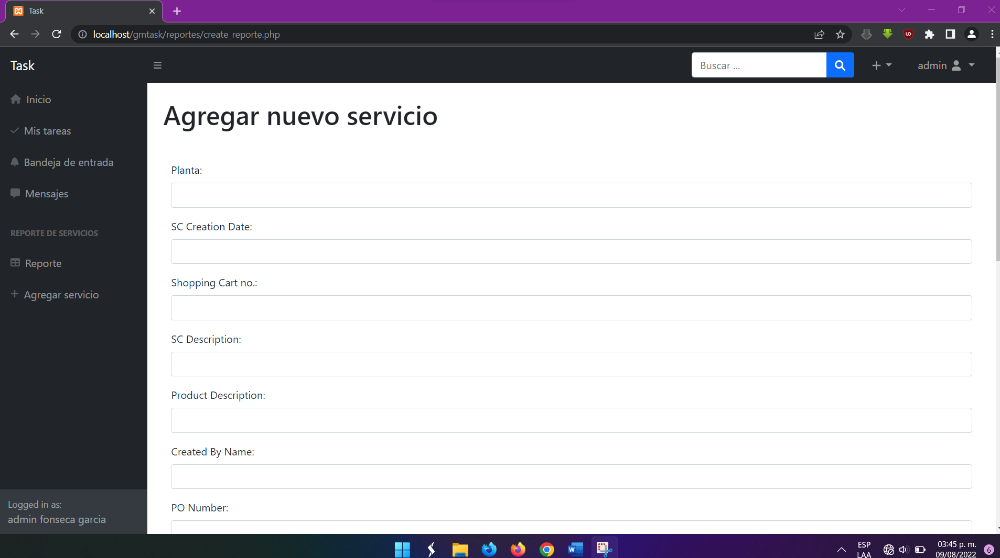 Task
localhost/gmtask/reportes/create_reporte.php
Task
Buscar ...
admin
Inicio
Mis tareas
Bandeja de entrada
Mensajes
REPORTE DE SERVICIOS
Reporte
Agregar servicio
Logged in as:
admin fonseca garcia
Agregar nuevo servicio
Planta:
SC Creation Date:
Shopping Cart no.:
SC Description:
Product Description:
Created By Name:
PO Number:
ESP
LAA
03:45 p. m.
09/08/2022
6